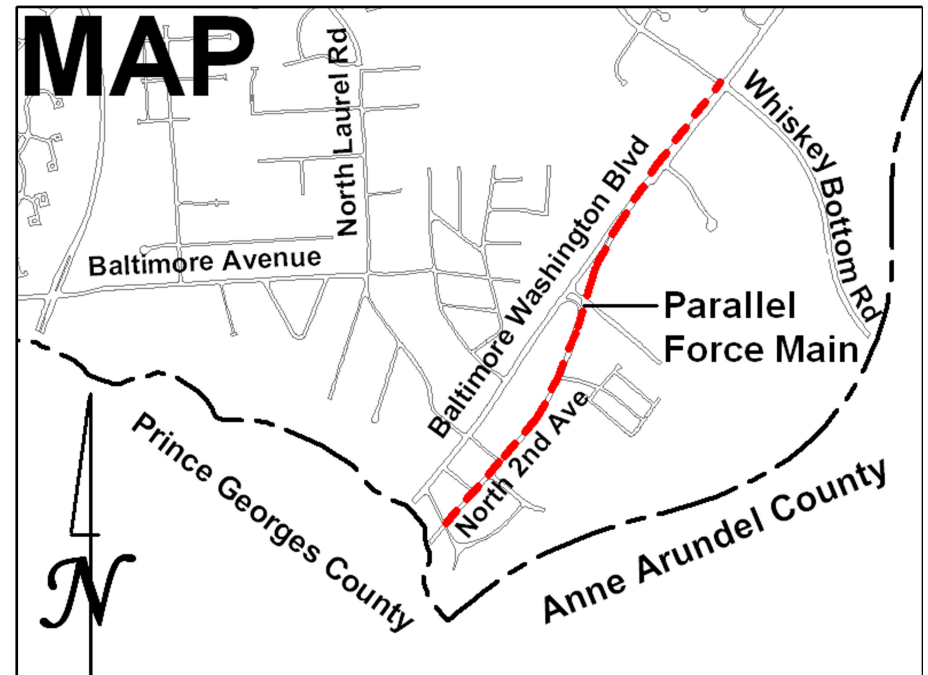 MAP
North Laurel Rd
Whiskey Bottom Rd
Baltimore Washington Blvd
Baltimore Avenue
Parallel
Force Main
North 2nd Ave
Prince Georges County
Anne Arundel County
N